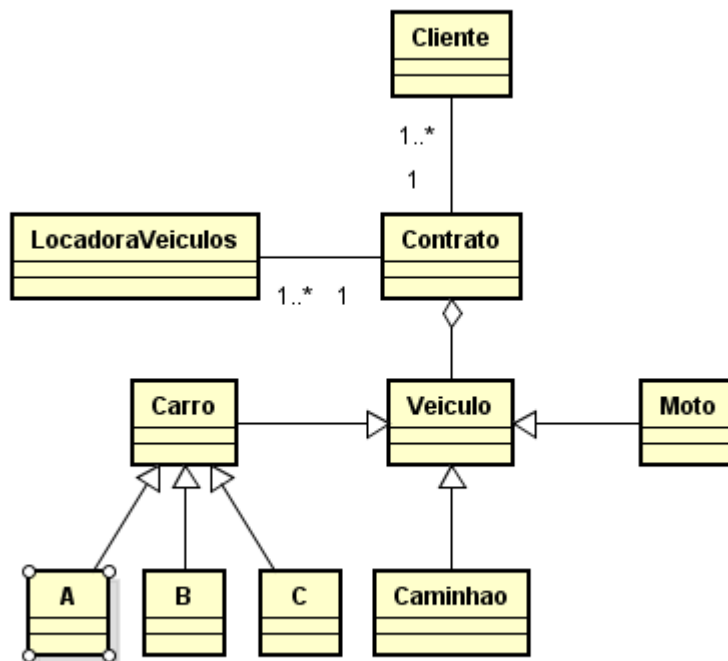 Cliente
1..*
1
LocadoraVeiculos
Contrato
1..* 1
Carro
Veiculo
Moto
A
B
C
Caminhao